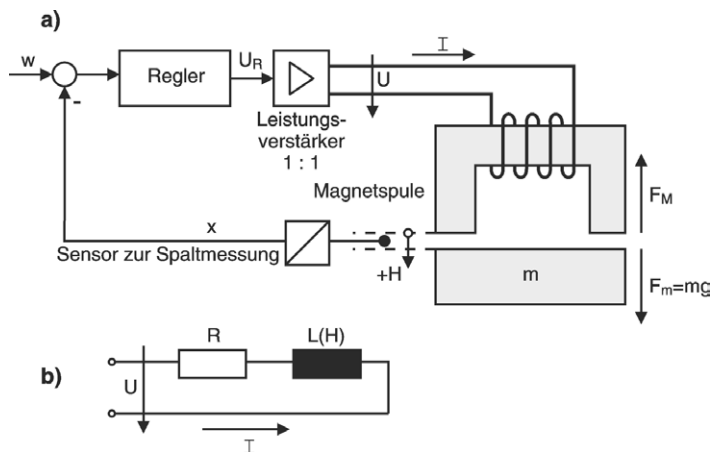 a)
I
w
Regler
U_R
U
-
Leistungs-
verstärker
1 : 1
Magnetspule
F_M
x
Sensor zur Spaltmessung
+H
m
F_m=mg
R
L(H)
b)
U
I